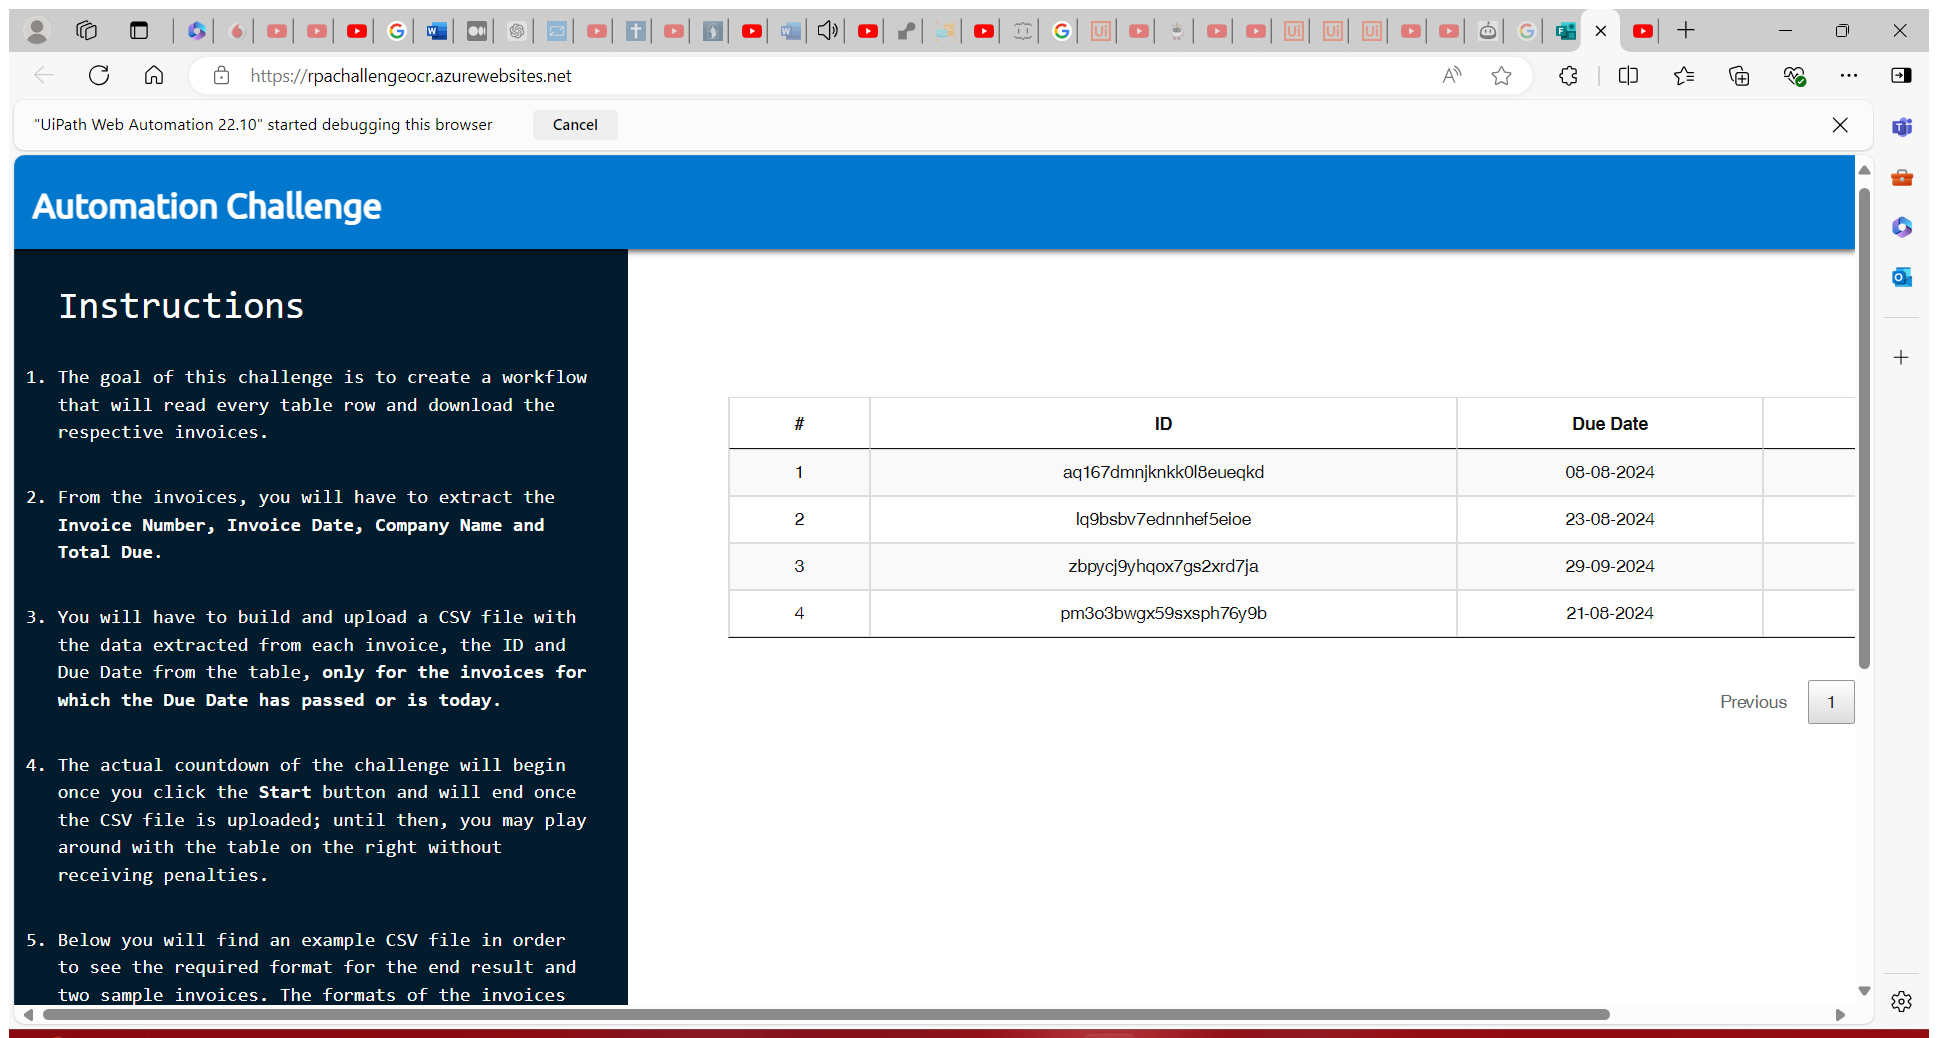 https://rpachallengeocr.azurewebsites.net
"UiPath Web Automation 22.10" started debugging this browser
Cancel
Automation Challenge
Instructions
1. The goal of this challenge is to create a workflow
that will read every table row and download the
respective invoices.
2. From the invoices, you will have to extract the
Invoice Number, Invoice Date, Company Name and
Total Due.
3. You will have to build and upload a CSV file with
the data extracted from each invoice, the ID and
Due Date from the table, only for the invoices for
which the Due Date has passed or is today.
4. The actual countdown of the challenge will begin
once you click the Start button and will end once
the CSV file is uploaded; until then, you may play
around with the table on the right without
receiving penalties.
5. Below you will find an example CSV file in order
to see the required format for the end result and
two sample invoices. The formats of the invoices
# ID Due Date
1 aq167dmnjknkk0l8eueqkd 08-08-2024
2 lq9bsbv7ednnhef5eioe 23-08-2024
3 zbpycj9yhqox7gs2xrd7ja 29-09-2024
4 pm3o3bwgx59sxsph76y9b 21-08-2024
Previous 1